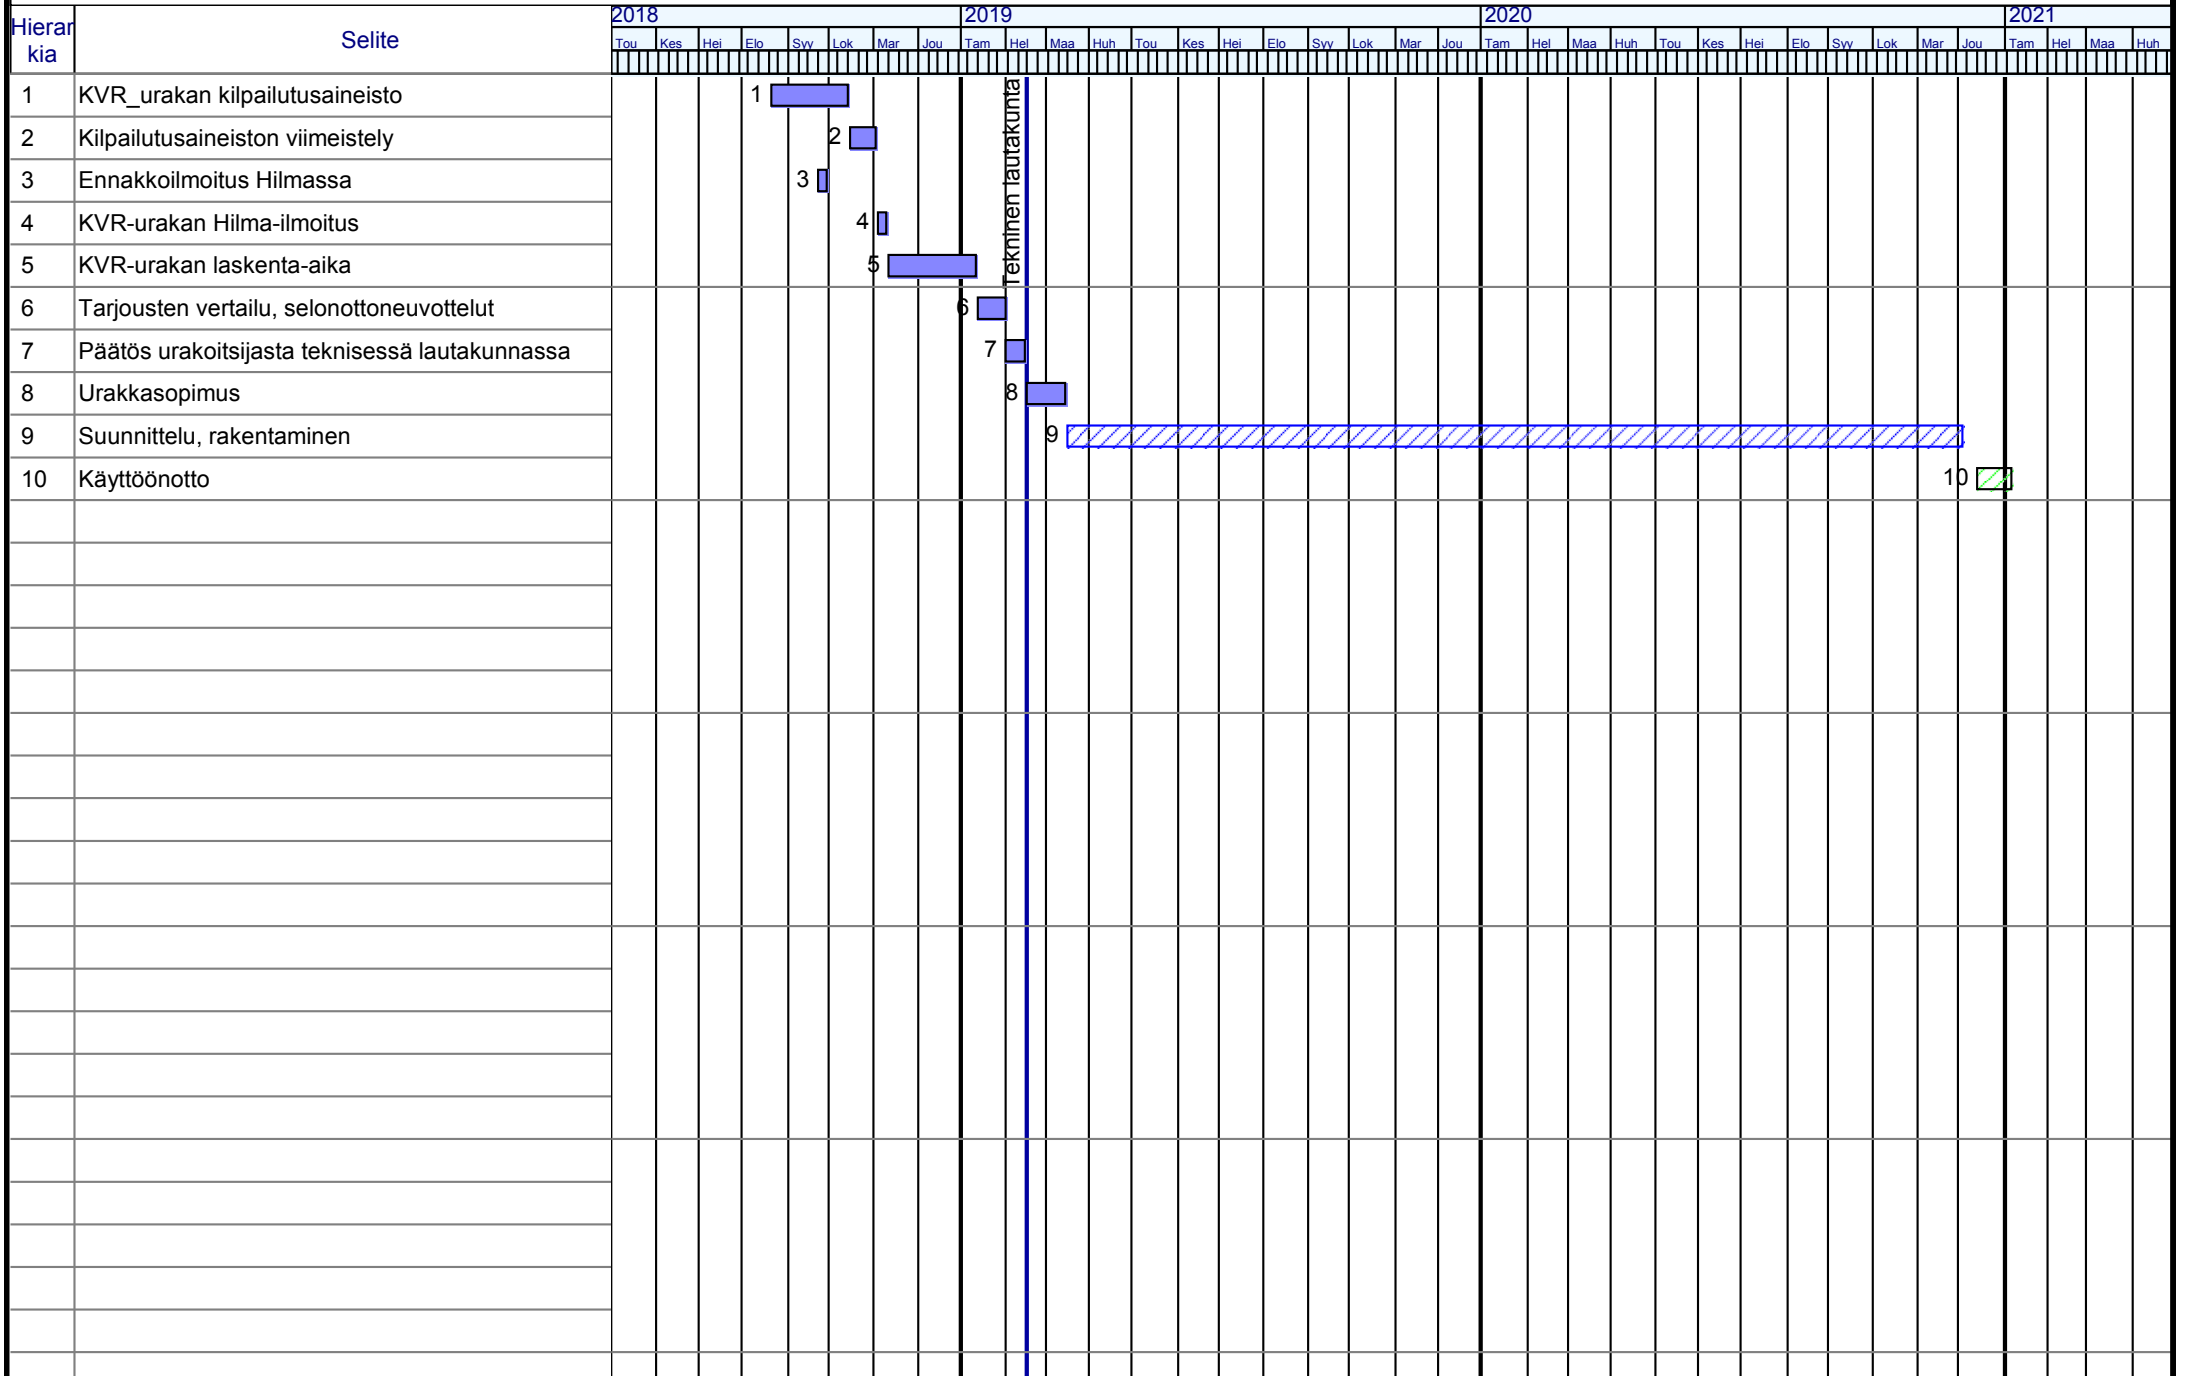 Hierar
kia
Selite
2018 2019 2020 2021
Tou Kes Hei Elo Syy Lok Mar Jou Tam Hel Maa Huh Tou Kes Hei Elo Syy Lok Mar Jou Tam Hel Maa Huh Tou Kes Hei Elo Syy Lok Mar Jou Tam Hel Maa Huh
1 KVR_urakan kilpailutusaineisto 1
2 Kilpailutusaineiston viimeistely 2
3 Ennakkoilmoitus Hilmassa 3
4 KVR-urakan Hilma-ilmoitus 4
5 KVR-urakan laskenta-aika 5
Tekninen lautakunta
6 Tarjousten vertailu, selonottoneuvottelut 6
7 Päätös urakoitsijasta teknisessä lautakunnassa 7
8 Urakkasopimus 8
9 Suunnittelu, rakentaminen 9
10 Käyttöönotto 10